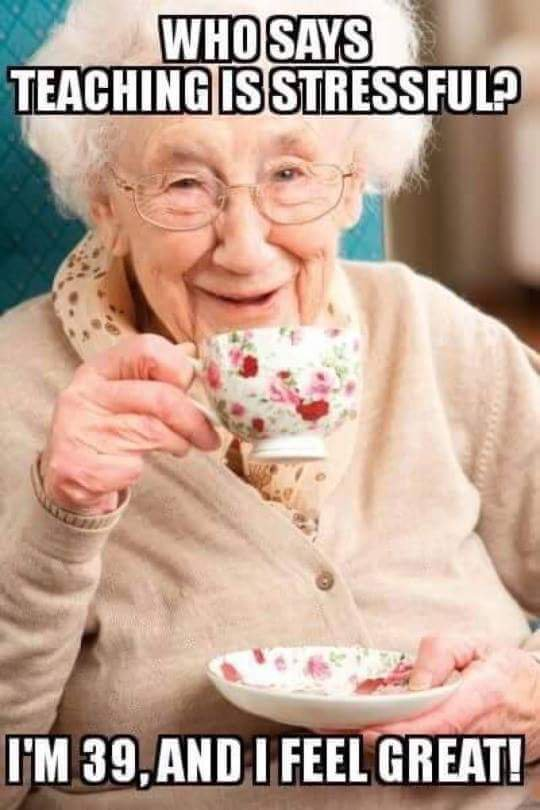 WHO SAYS
TEACHING IS STRESSFUL?
I'M 39, AND I FEEL GREAT!